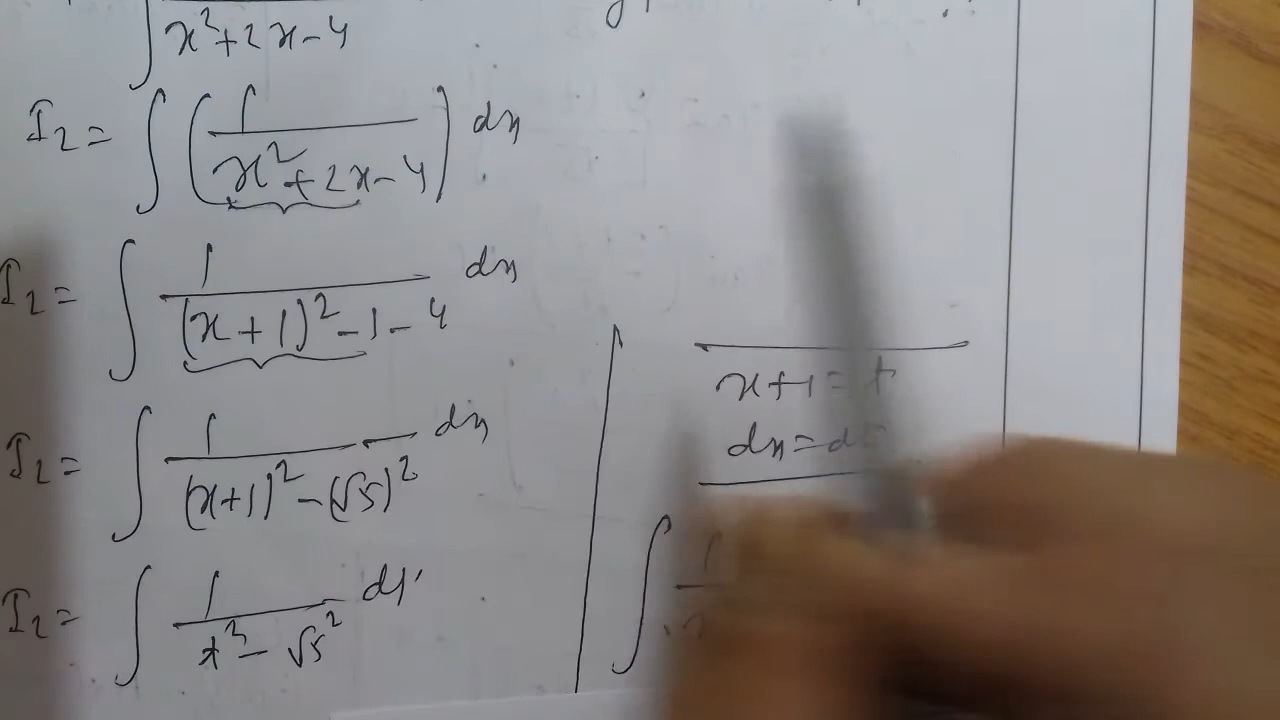 ∫ x²+2x-4
I₂ = ∫ (1/(x²+2x-4)) dx
I₂ = ∫ 1/((x+1)²-1-4) dx
I₂ = ∫ 1/((x+1)²-(√5)²) dx
I₂ = ∫ 1/(t²-√5²) dt
x+1=t
dx=dt
∫ 1